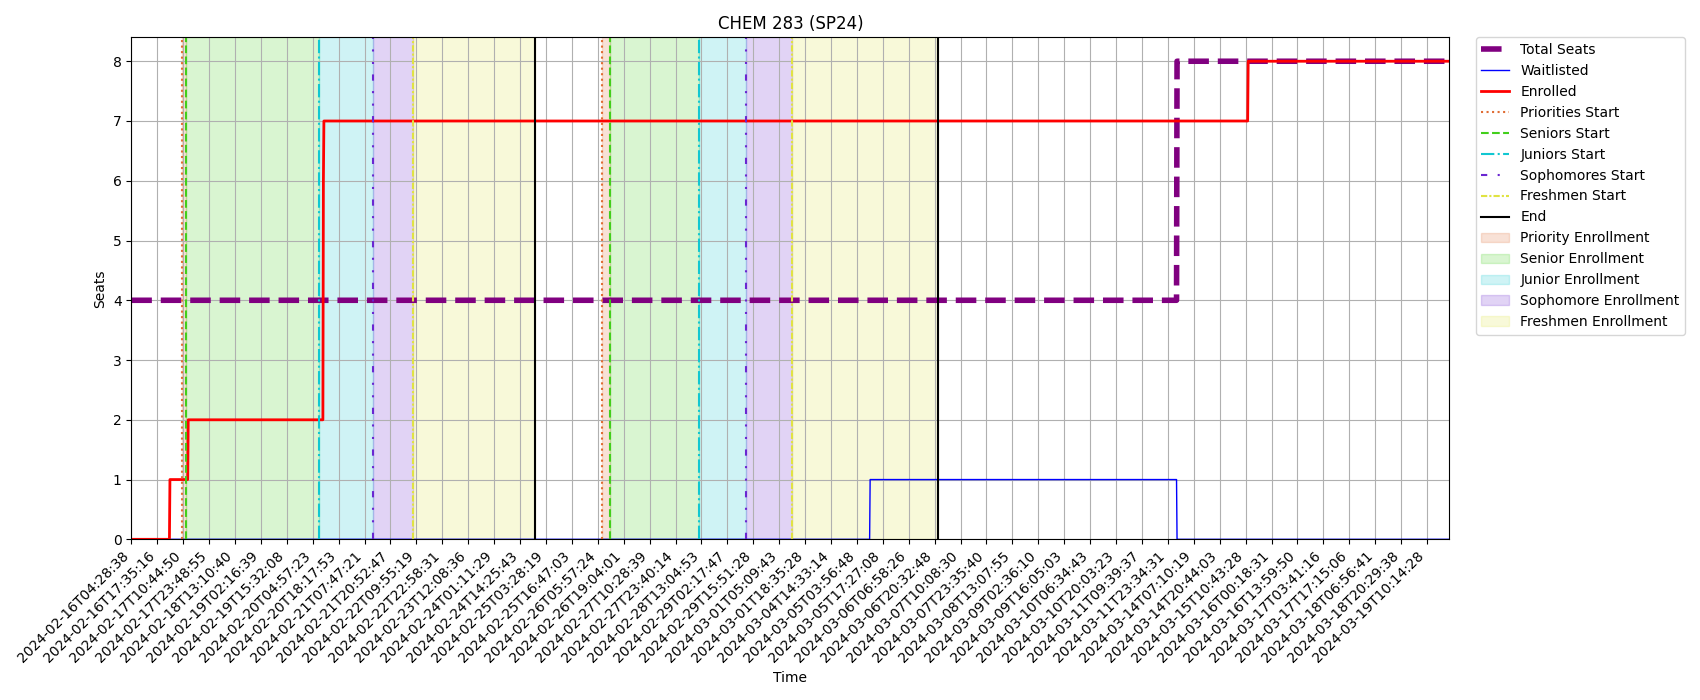 CHEM 283 (SP24)
Seats
8
7
6
5
4
3
2
1
0
2024-02-16T04:28:38
2024-02-16T17:35:16
2024-02-17T10:44:50
2024-02-17T23:48:55
2024-02-18T13:10:40
2024-02-19T02:16:39
2024-02-19T15:32:08
2024-02-20T04:57:23
2024-02-20T18:17:53
2024-02-21T07:47:21
2024-02-21T20:52:47
2024-02-22T09:55:19
2024-02-22T22:58:31
2024-02-23T12:08:36
2024-02-24T01:11:29
2024-02-24T14:25:43
2024-02-25T03:28:19
2024-02-25T16:47:03
2024-02-26T05:57:24
2024-02-26T19:04:01
2024-02-27T10:28:39
2024-02-27T23:40:14
2024-02-28T13:04:53
2024-02-29T02:17:47
2024-02-29T15:51:28
2024-03-01T05:09:43
2024-03-01T18:35:28
2024-03-04T14:33:14
2024-03-05T03:56:48
2024-03-05T17:27:08
2024-03-06T06:58:26
2024-03-06T20:32:48
2024-03-07T10:08:30
2024-03-07T23:35:40
2024-03-08T13:07:55
2024-03-09T02:36:10
2024-03-09T16:05:03
2024-03-10T06:34:43
2024-03-10T20:03:23
2024-03-11T09:39:37
2024-03-11T23:34:31
2024-03-14T07:10:19
2024-03-14T20:44:03
2024-03-15T10:43:28
2024-03-16T00:18:31
2024-03-16T13:59:50
2024-03-17T03:41:16
2024-03-17T17:15:06
2024-03-18T06:56:41
2024-03-18T20:29:38
2024-03-19T10:14:28
Time
Total Seats
Waitlisted
Enrolled
Priorities Start
Seniors Start
Juniors Start
Sophomores Start
Freshmen Start
End
Priority Enrollment
Senior Enrollment
Junior Enrollment
Sophomore Enrollment
Freshmen Enrollment